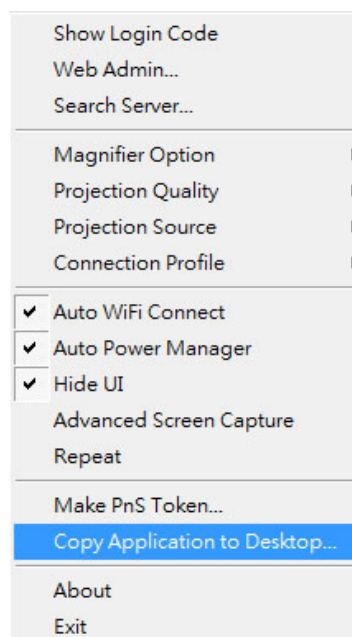 Show Login Code
Web Admin...
Search Server...
Magnifier Option
Projection Quality
Projection Source
Connection Profile
Auto WiFi Connect
Auto Power Manager
Hide UI
Advanced Screen Capture
Repeat
Make PnS Token...
Copy Application to Desktop...
About
Exit